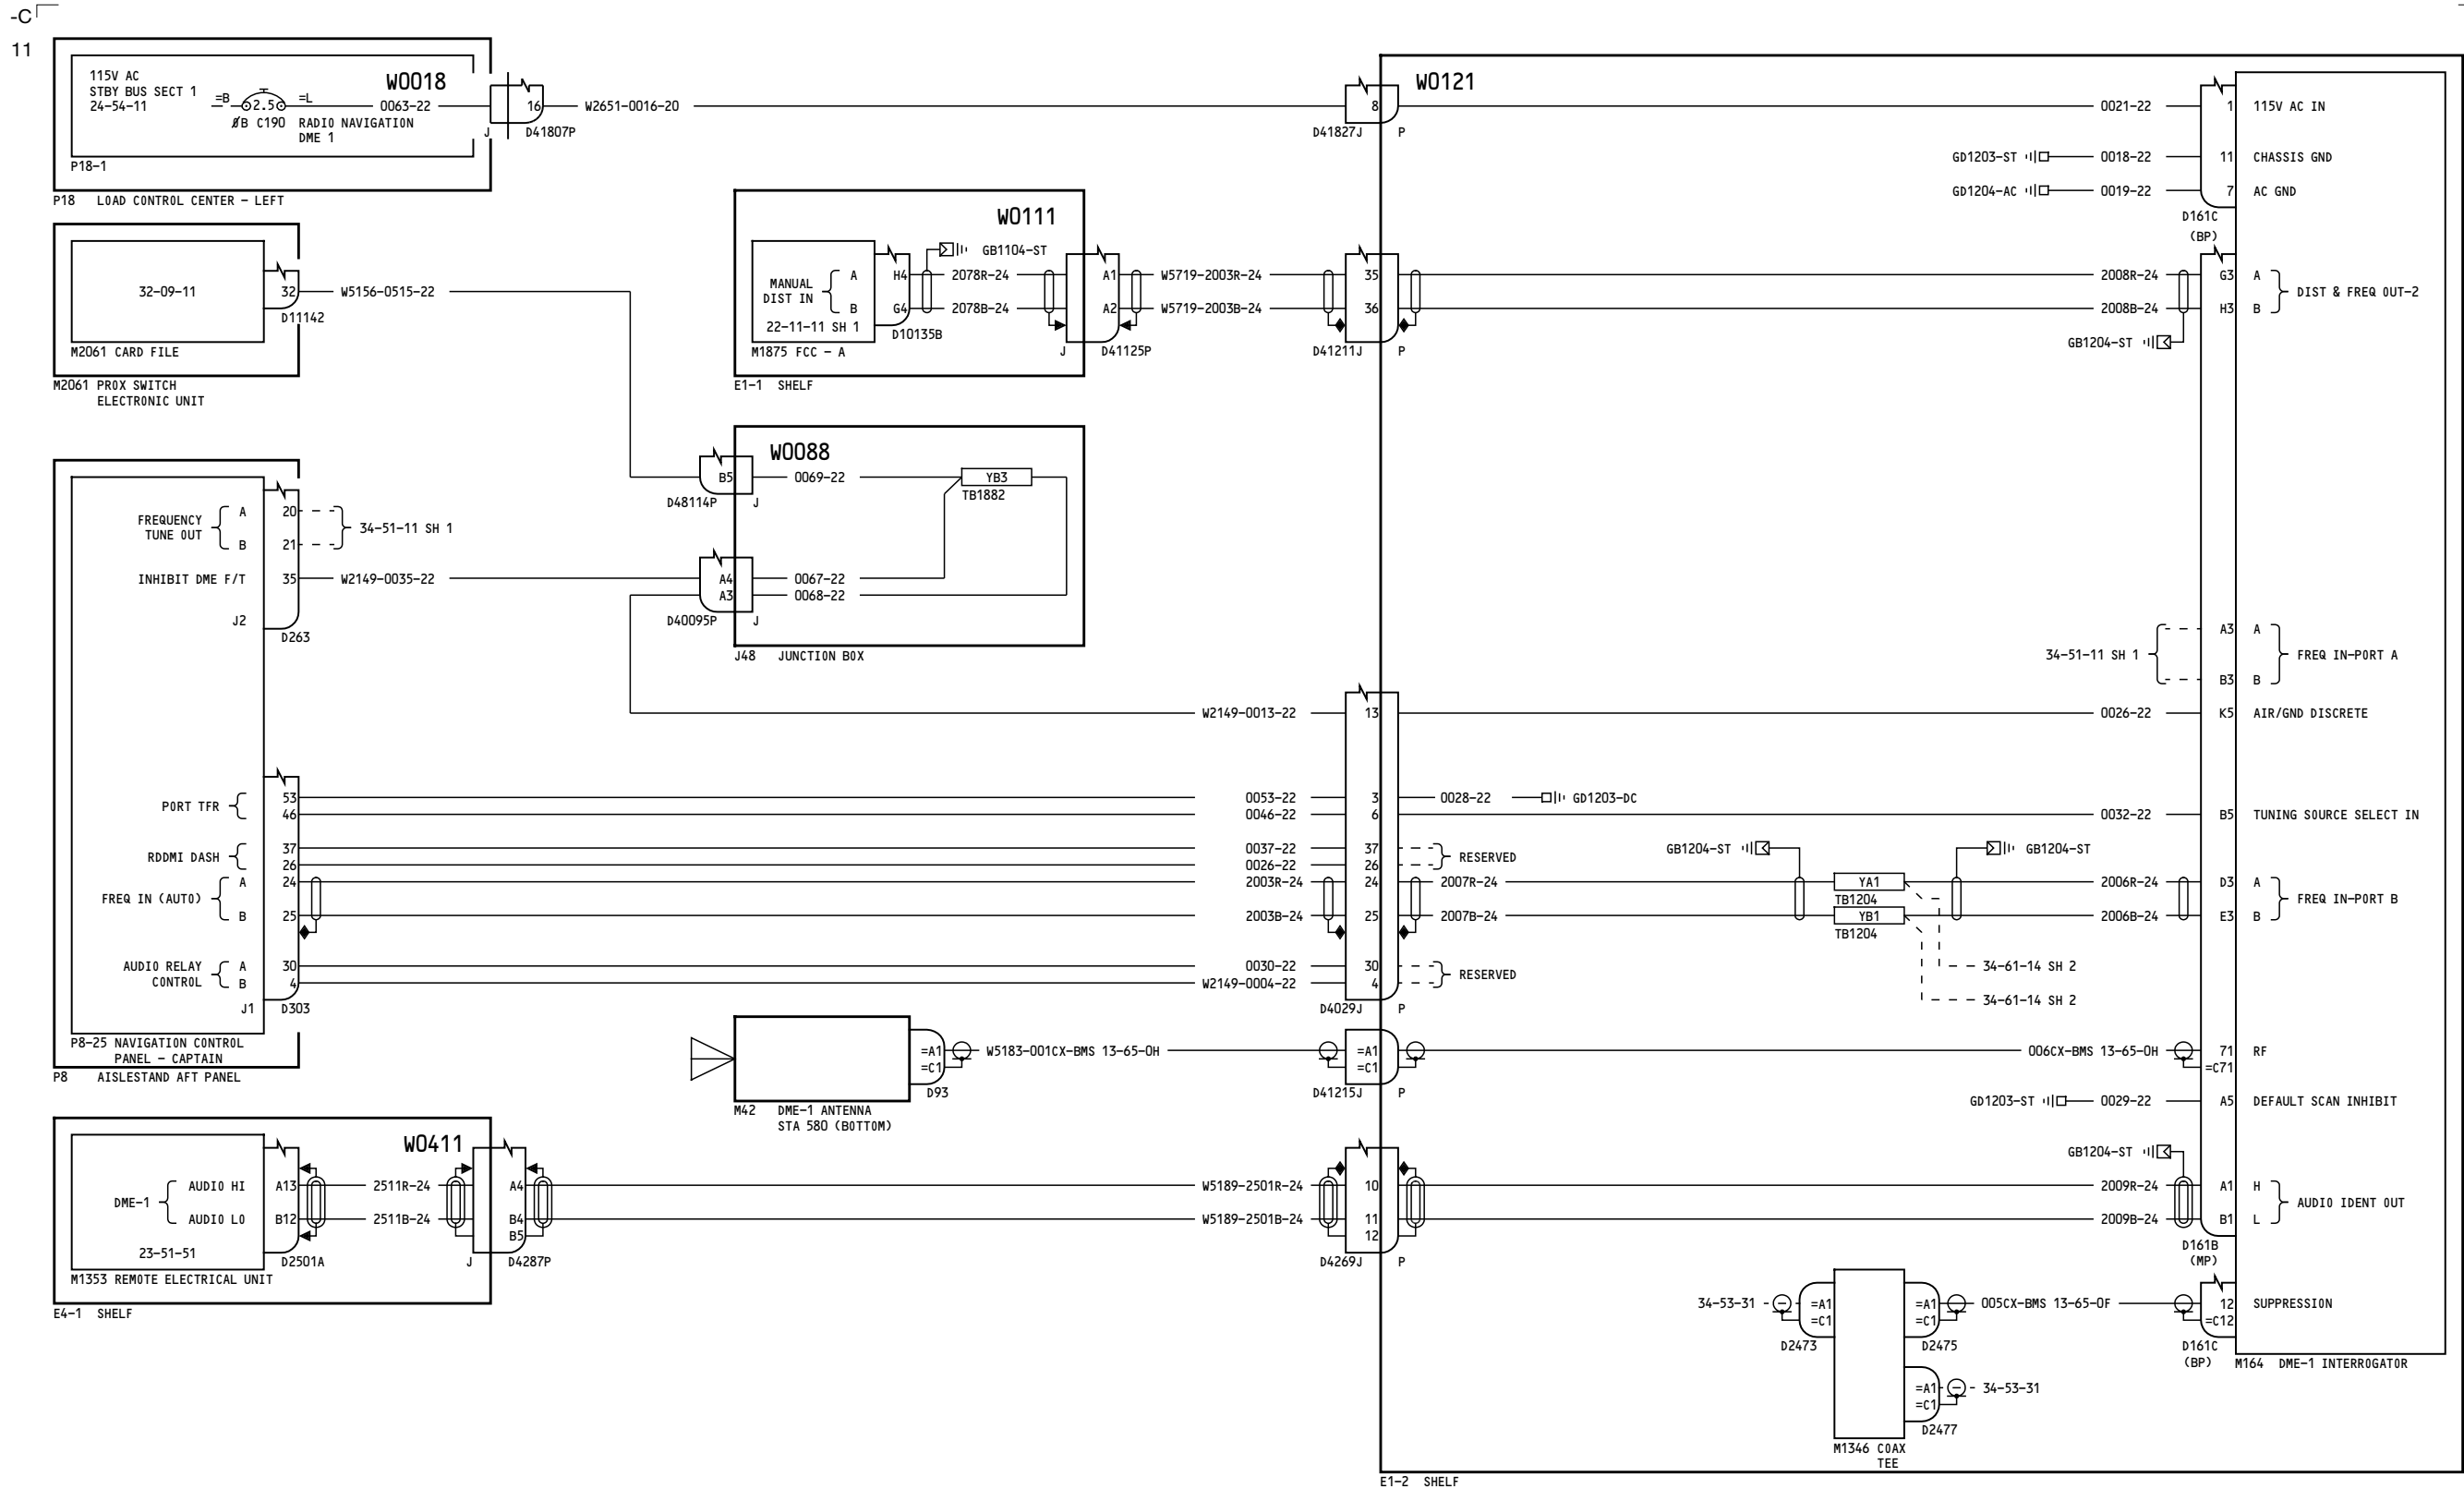 -C
11
115V AC
STBY BUS SECT 1
24-54-11
=B
2.5
=L
ØB C190
RADIO NAVIGATION
DME 1
W0018
0063-22
16
J
D41807P
P18-1
P18 LOAD CONTROL CENTER - LEFT
W2651-0016-20
8
D41827J
P
W0121
0021-22
1
115V AC IN
GD1203-ST
0018-22
11
CHASSIS GND
GD1204-AC
0019-22
7
AC GND
D161C
(BP)
32-09-11
32
D11142
M2061 CARD FILE
M2061 PROX SWITCH
ELECTRONIC UNIT
W5156-0515-22
W0111
GB1104-ST
MANUAL
DIST IN
A
B
H4
G4
2078R-24
2078B-24
22-11-11 SH 1
D10135B
M1875 FCC - A
E1-1 SHELF
A1
A2
J
D41125P
W5719-2003R-24
W5719-2003B-24
35
36
D41211J
P
2008R-24
2008B-24
G3
H3
A
B
DIST & FREQ OUT-2
GB1204-ST
W0088
B5
D48114P
J
0069-22
YB3
TB1882
A4
A3
D40095P
J
0067-22
0068-22
J48 JUNCTION BOX
FREQUENCY
TUNE OUT
A
B
20
21
34-51-11 SH 1
INHIBIT DME F/T
35
W2149-0035-22
J2
D263
34-51-11 SH 1
A3
B3
A
B
FREQ IN-PORT A
W2149-0013-22
13
0026-22
K5
AIR/GND DISCRETE
PORT TFR
53
46
0053-22
0046-22
3
6
0028-22
GD1203-DC
0032-22
B5
TUNING SOURCE SELECT IN
RDDMI DASH
37
26
0037-22
0026-22
37
26
RESERVED
GB1204-ST
GB1204-ST
FREQ IN (AUTO)
A
B
24
25
2003R-24
2003B-24
24
25
2007R-24
2007B-24
YA1
TB1204
YB1
TB1204
2006R-24
2006B-24
D3
E3
A
B
FREQ IN-PORT B
AUDIO RELAY
CONTROL
A
B
30
4
0030-22
W2149-0004-22
30
4
RESERVED
34-61-14 SH 2
34-61-14 SH 2
J1
D303
D4029J
P
P8-25 NAVIGATION CONTROL
PANEL - CAPTAIN
P8 AISLESTAND AFT PANEL
=A1
=C1
D93
W5183-001CX-BMS 13-65-0H
M42 DME-1 ANTENNA
STA 580 (BOTTOM)
=A1
=C1
D41215J
P
006CX-BMS 13-65-0H
71
=C71
RF
GD1203-ST
0029-22
A5
DEFAULT SCAN INHIBIT
W0411
DME-1
AUDIO HI
AUDIO LO
A13
B12
2511R-24
2511B-24
23-51-51
D2501A
M1353 REMOTE ELECTRICAL UNIT
E4-1 SHELF
A4
B4
B5
J
D4287P
W5189-2501R-24
W5189-2501B-24
10
11
12
D4269J
P
GB1204-ST
2009R-24
2009B-24
A1
B1
H
L
AUDIO IDENT OUT
D161B
(MP)
34-53-31
=A1
=C1
D2473
=A1
=C1
D2475
005CX-BMS 13-65-0F
12
=C12
SUPPRESSION
D161C
(BP)
M164 DME-1 INTERROGATOR
=A1
=C1
D2477
34-53-31
M1346 COAX
TEE
E1-2 SHELF